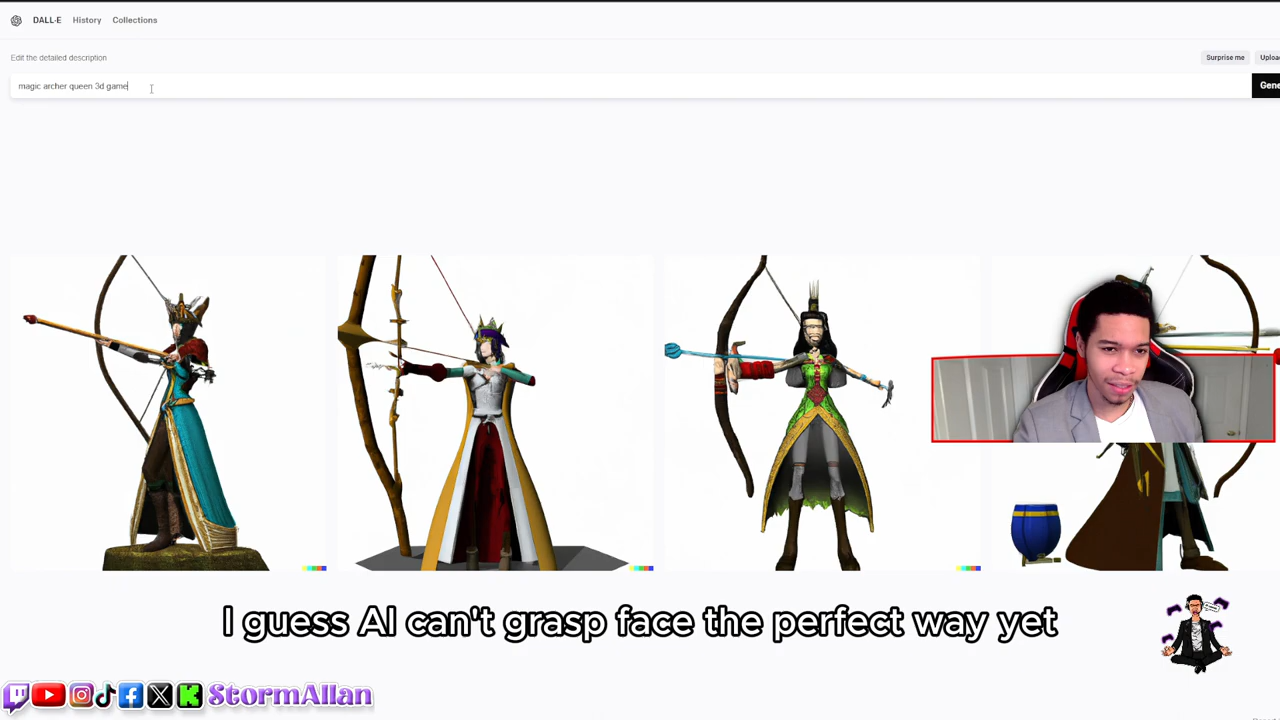 DALL·E History Collections
Edit the detailed description
Surprise me
magic archer queen 3d game
I guess AI can't grasp face the perfect way yet
StormAllan